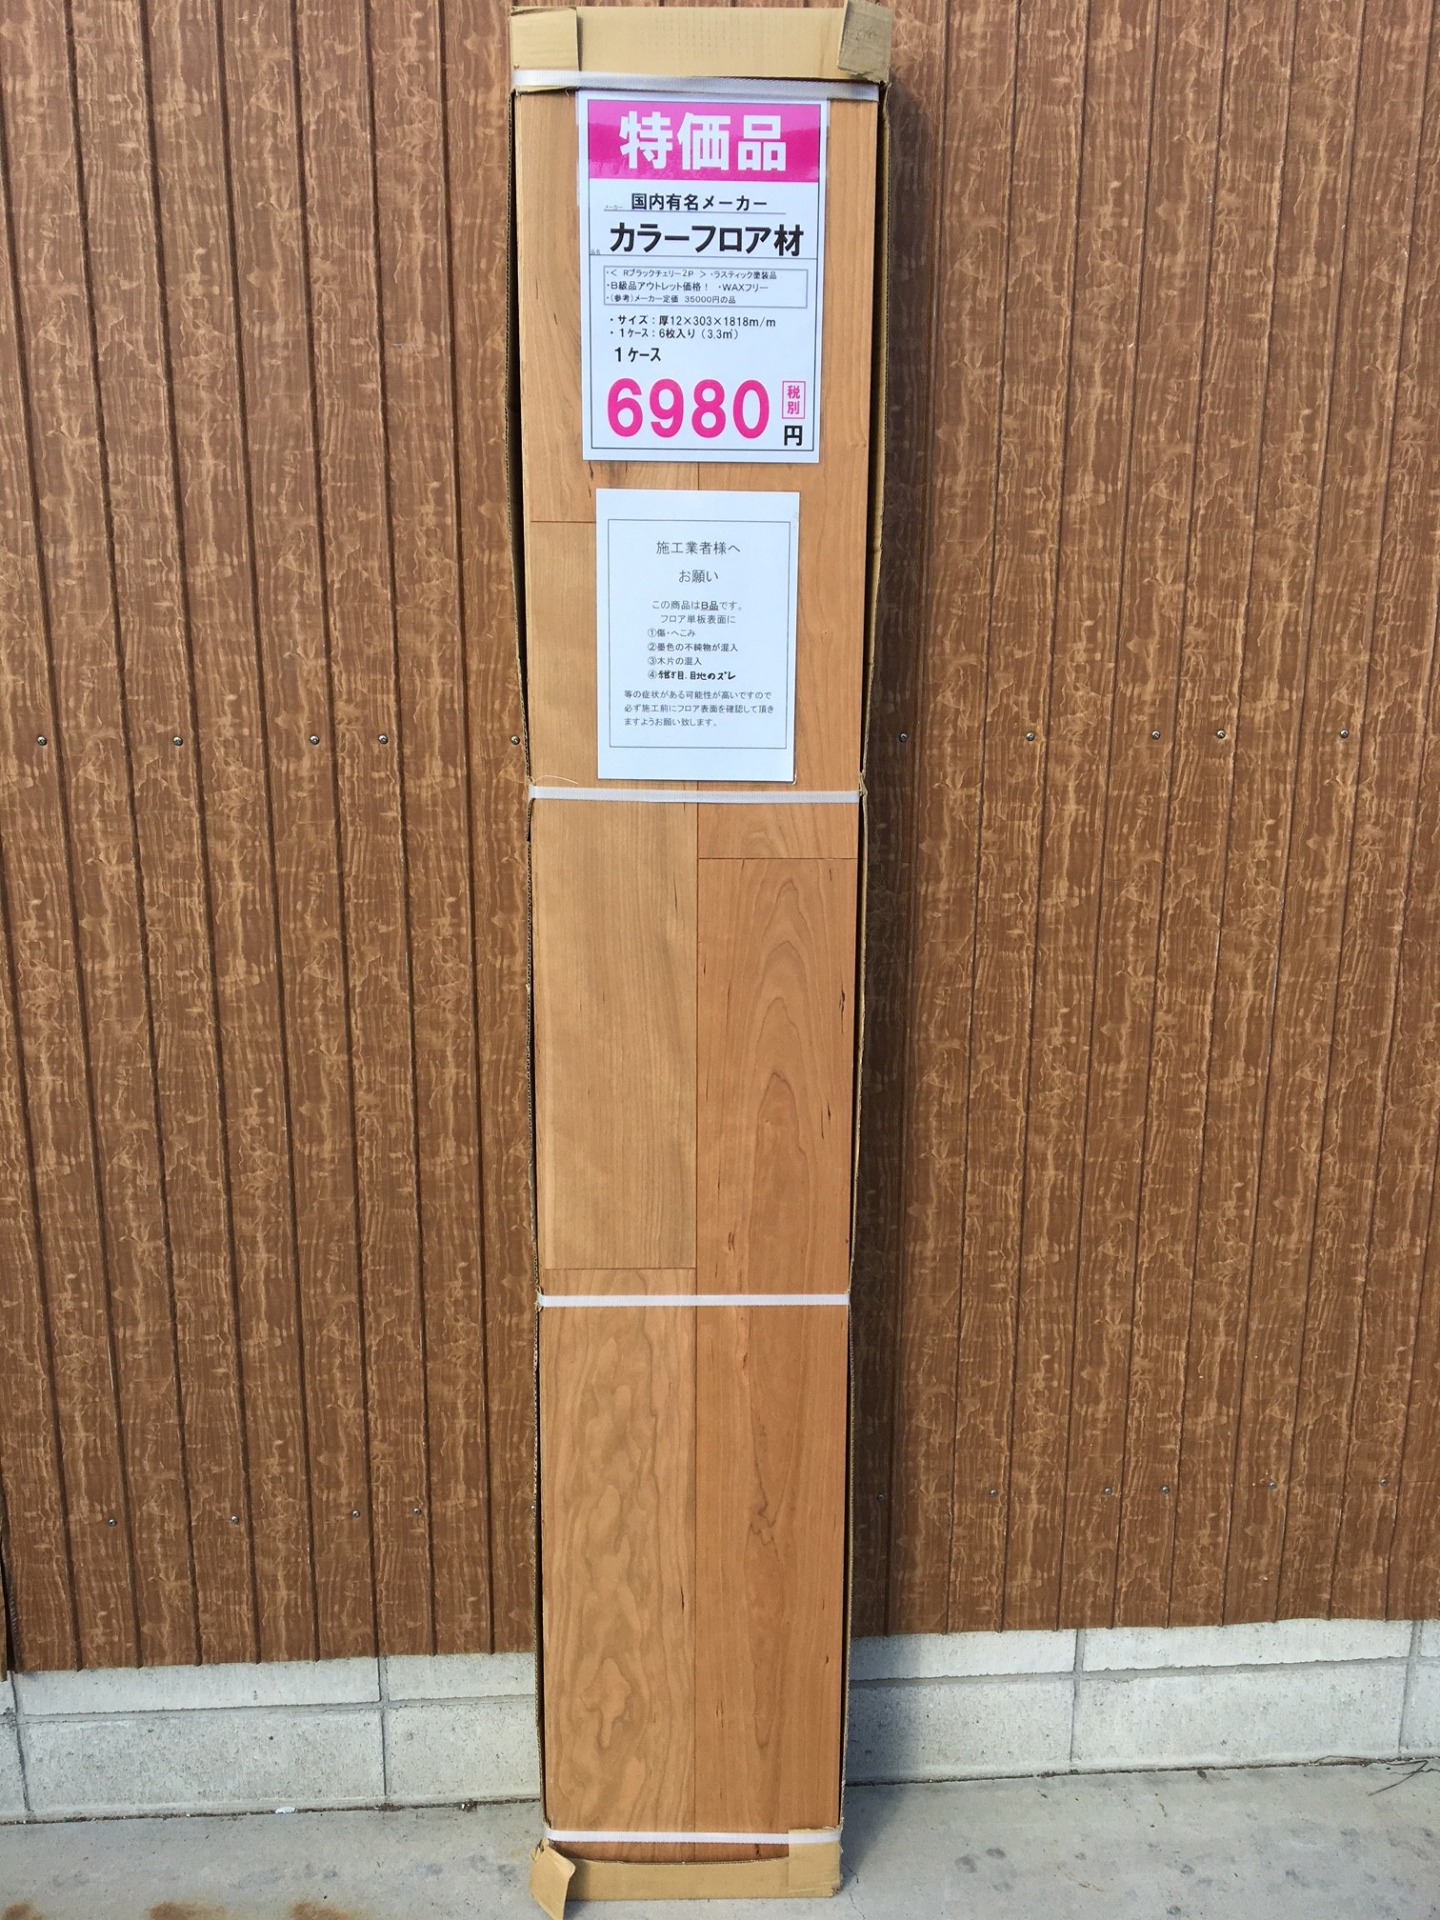 特価品
メーカー 国内有名メーカー
品名 カラーフロア材
・< Rブラックチェリー2P > ・ラスティック塗装品
・B級品アウトレット価格! ・WAXフリー
・(参考)メーカー定価 35000円の品
・サイズ:厚12×303×1818m/m
・1ケース:6枚入り(3.3㎡)
1ケース
6980 税別 円
施工業者様へ
お願い
この商品はB品です。
フロア単板表面に
①傷・へこみ
②墨色の不純物が混入
③木片の混入
④継ぎ目.目地のズレ
等の症状がある可能性が高いですので
必ず施工前にフロア表面を確認して頂き
ますようお願い致します。